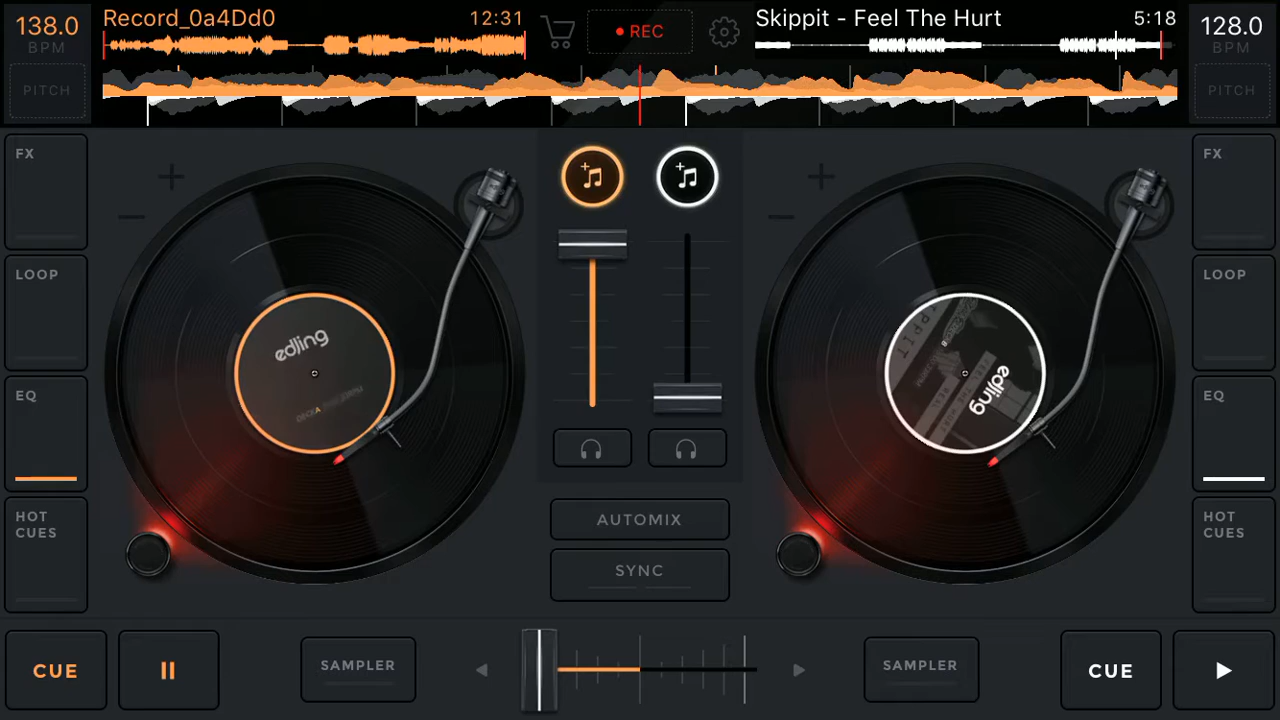 138.0
BPM
PITCH
Record_0a4Dd0
12:31
REC
Skippit - Feel The Hurt
5:18
128.0
BPM
PITCH
FX
LOOP
EQ
HOT
CUES
edjing
edjing
FX
LOOP
EQ
HOT
CUES
AUTOMIX
SYNC
CUE
SAMPLER
SAMPLER
CUE